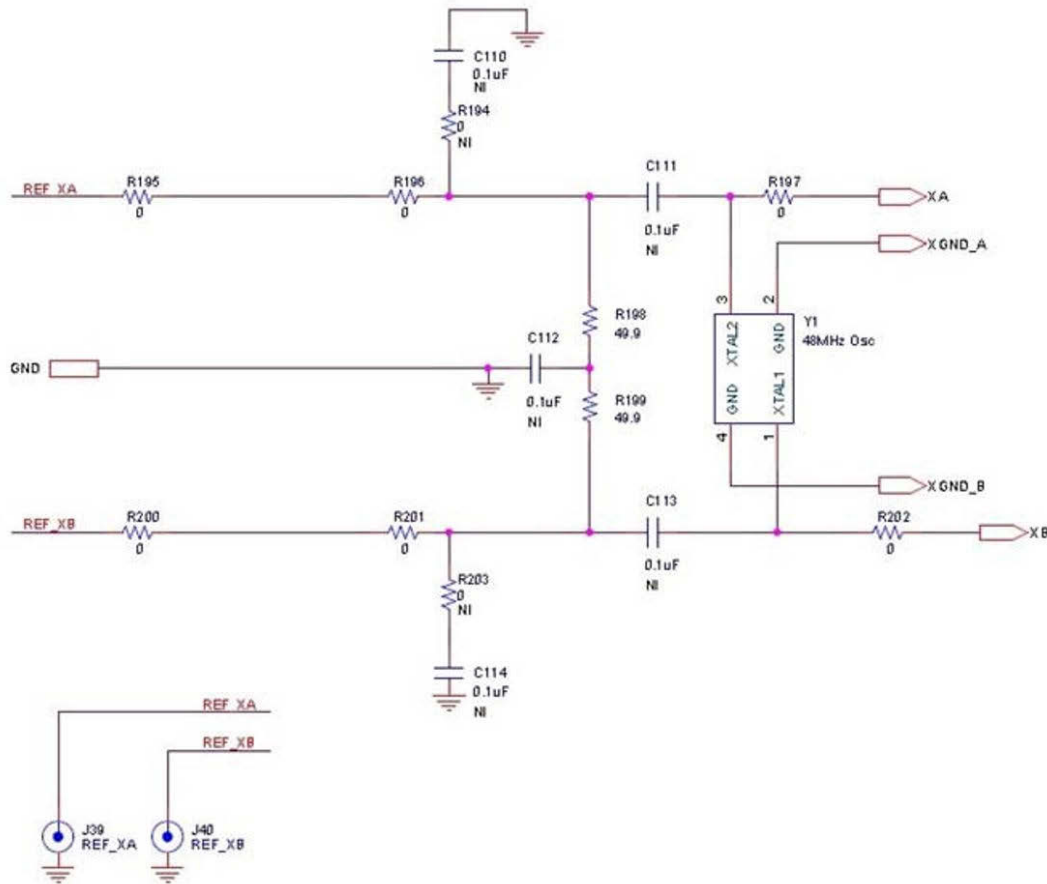 C110
0.1uF
NI
R194
0
NI
REF_XA
R195
0
R196
0
C111
0.1uF
NI
R197
0
XA
XGND_A
R198
49.9
3
2
XTAL2
GND
GND
XTAL1
4
1
Y1
48MHz Osc
GND
C112
0.1uF
NI
R199
49.9
XGND_B
REF_XB
R200
0
R201
0
C113
0.1uF
NI
R202
0
XB
R203
0
NI
C114
0.1uF
NI
REF_XA
REF_XB
J39
REF_XA
J40
REF_XB